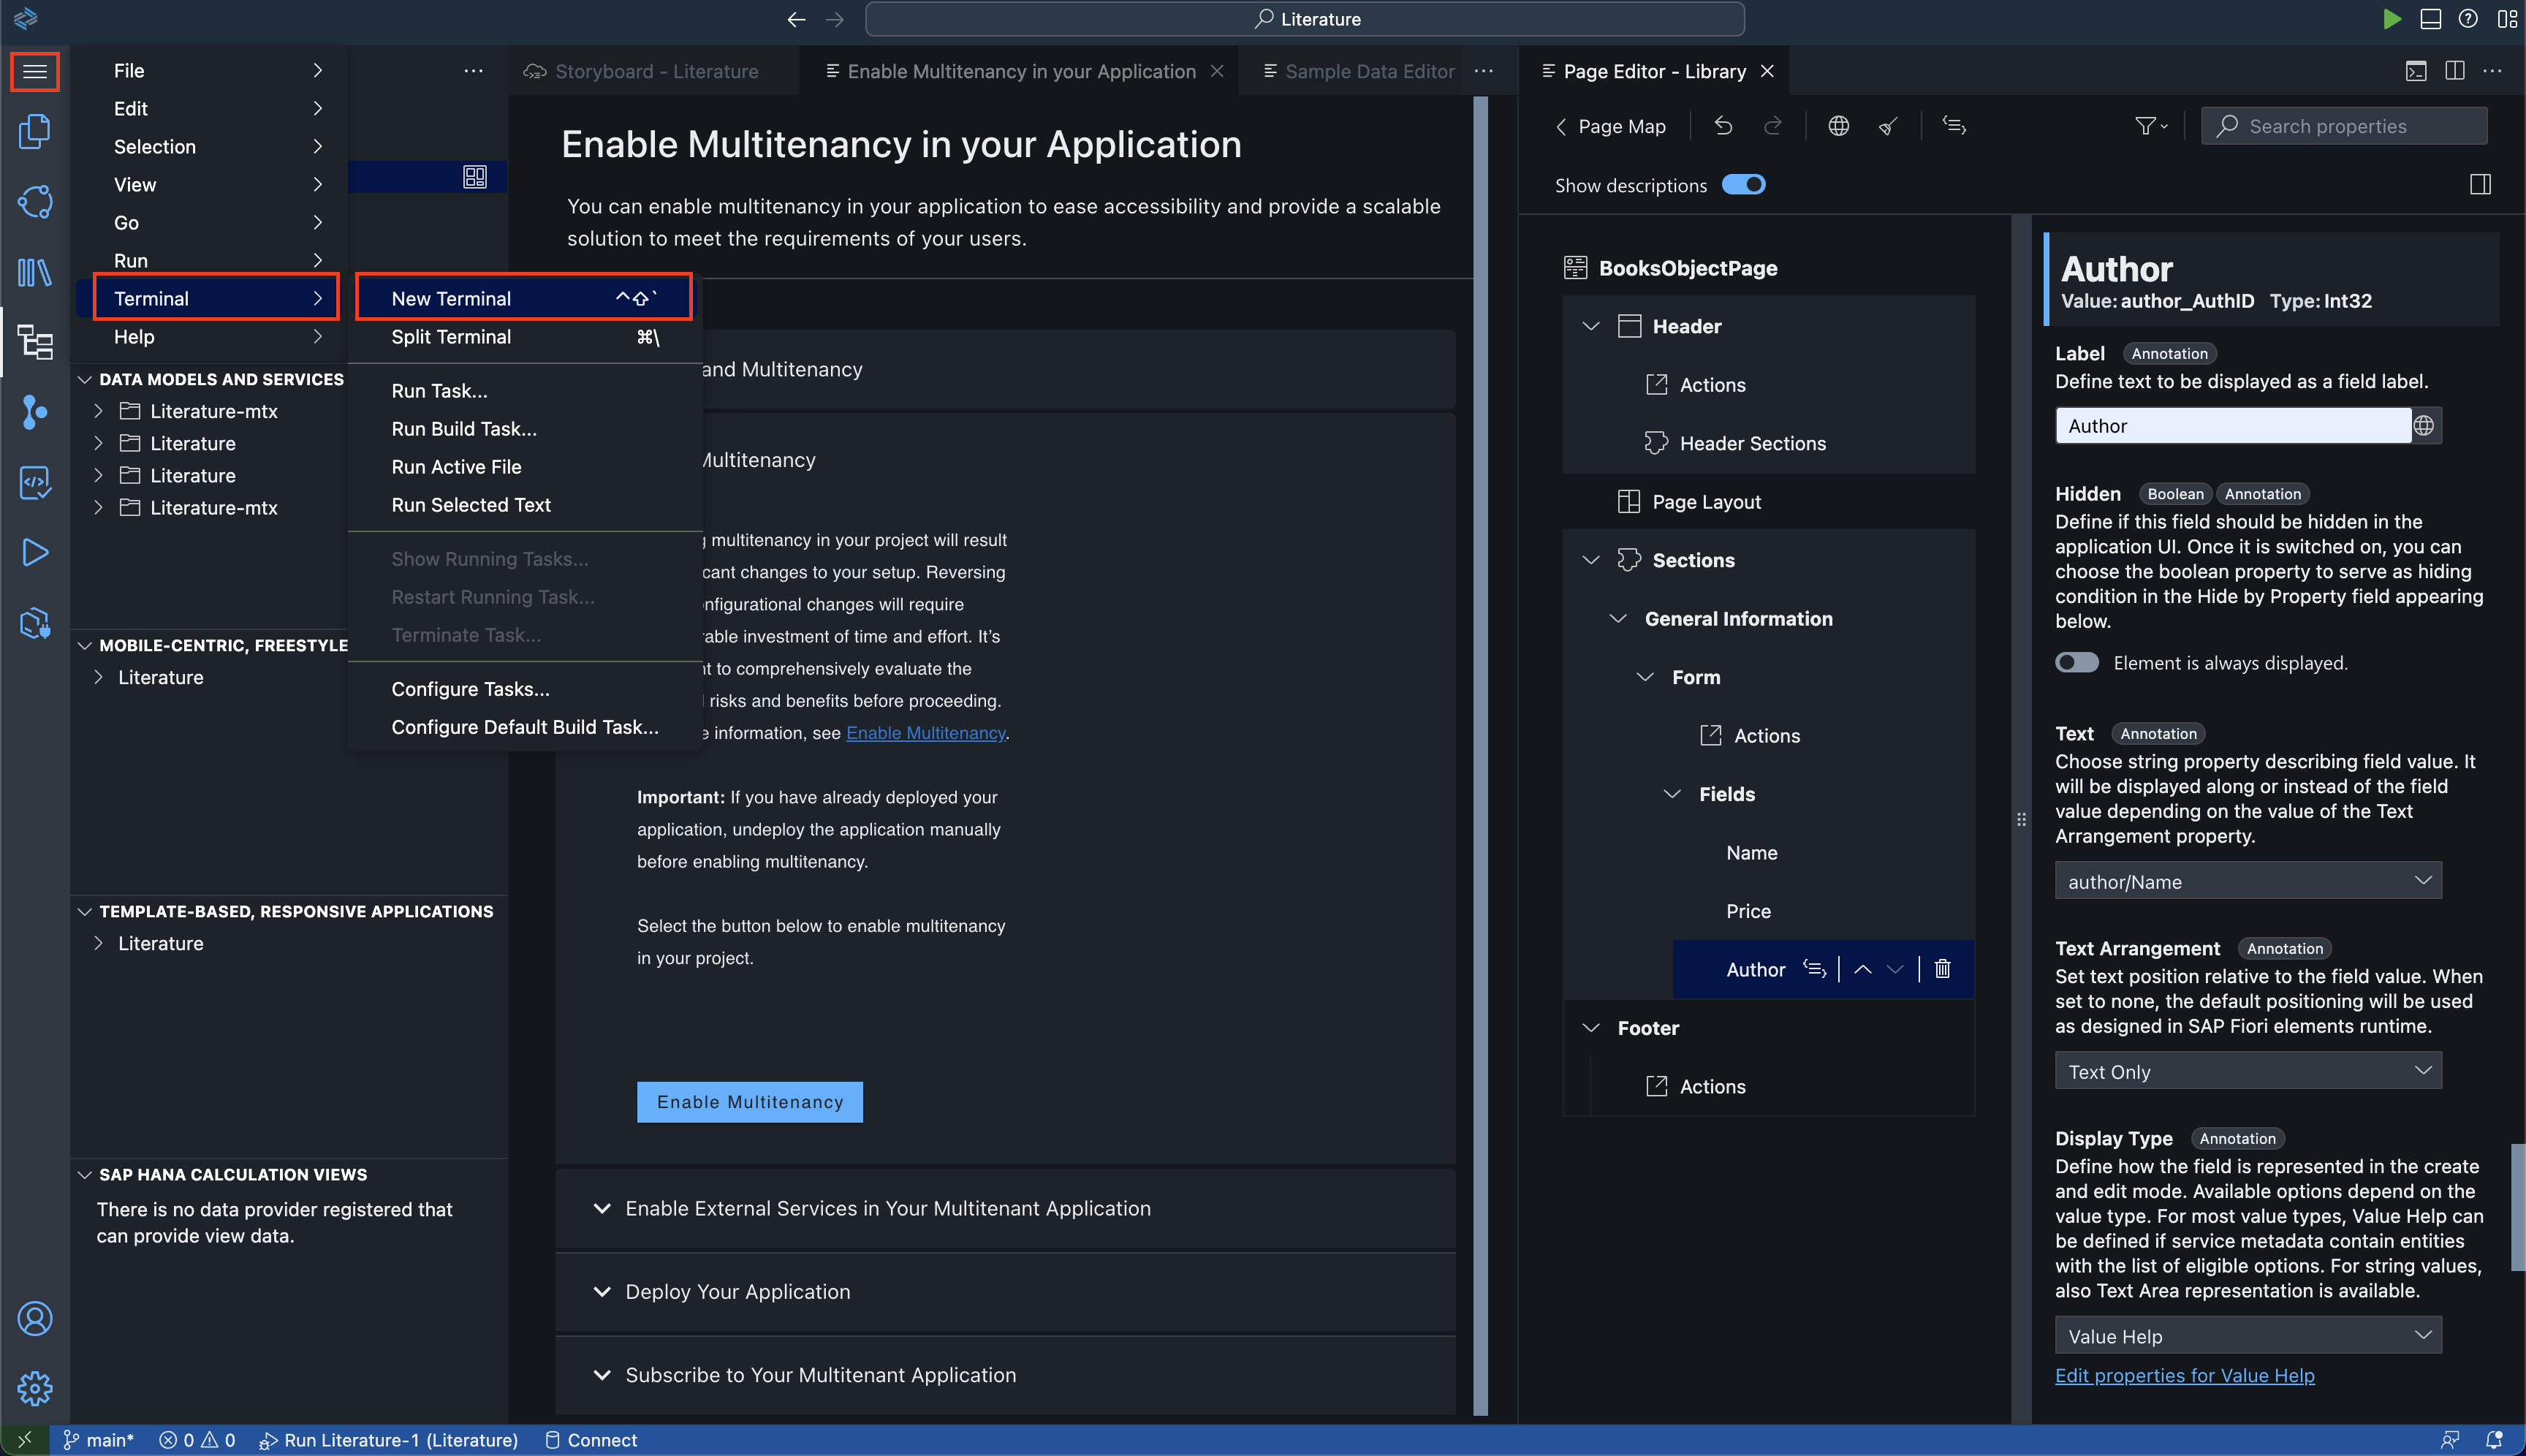 Literature
File
Edit
Selection
View
Go
Run
Terminal
Help
New Terminal ^⇧`
Split Terminal ⌘\
Run Task...
Run Build Task...
Run Active File
Run Selected Text
Show Running Tasks...
Restart Running Task...
Terminate Task...
Configure Tasks...
Configure Default Build Task...
DATA MODELS AND SERVICES
Literature-mtx
Literature
Literature
Literature-mtx
MOBILE-CENTRIC, FREESTYLE
Literature
TEMPLATE-BASED, RESPONSIVE APPLICATIONS
Literature
SAP HANA CALCULATION VIEWS
There is no data provider registered that
can provide view data.
Storyboard - Literature
Enable Multitenancy in your Application
Sample Data Editor
Enable Multitenancy in your Application
You can enable multitenancy in your application to ease accessibility and provide a scalable
solution to meet the requirements of your users.
and Multitenancy
Multitenancy
multitenancy in your project will result
cant changes to your setup. Reversing
nfigurational changes will require
rable investment of time and effort. It's
t to comprehensively evaluate the
risks and benefits before proceeding.
e information, see Enable Multitenancy.
Important: If you have already deployed your
application, undeploy the application manually
before enabling multitenancy.
Select the button below to enable multitenancy
in your project.
Enable Multitenancy
Enable External Services in Your Multitenant Application
Deploy Your Application
Subscribe to Your Multitenant Application
Page Editor - Library
Page Map
Search properties
Show descriptions
BooksObjectPage
Header
Actions
Header Sections
Page Layout
Sections
General Information
Form
Actions
Fields
Name
Price
Author
Footer
Actions
Author
Value: author_AuthID Type: Int32
Label Annotation
Define text to be displayed as a field label.
Author
Hidden Boolean Annotation
Define if this field should be hidden in the
application UI. Once it is switched on, you can
choose the boolean property to serve as hiding
condition in the Hide by Property field appearing
below.
Element is always displayed.
Text Annotation
Choose string property describing field value. It
will be displayed along or instead of the field
value depending on the value of the Text
Arrangement property.
author/Name
Text Arrangement Annotation
Set text position relative to the field value. When
set to none, the default positioning will be used
as designed in SAP Fiori elements runtime.
Text Only
Display Type Annotation
Define how the field is represented in the create
and edit mode. Available options depend on the
value type. For most value types, Value Help can
be defined if service metadata contain entities
with the list of eligible options. For string values,
also Text Area representation is available.
Value Help
Edit properties for Value Help
main* 0 0 Run Literature-1 (Literature) Connect